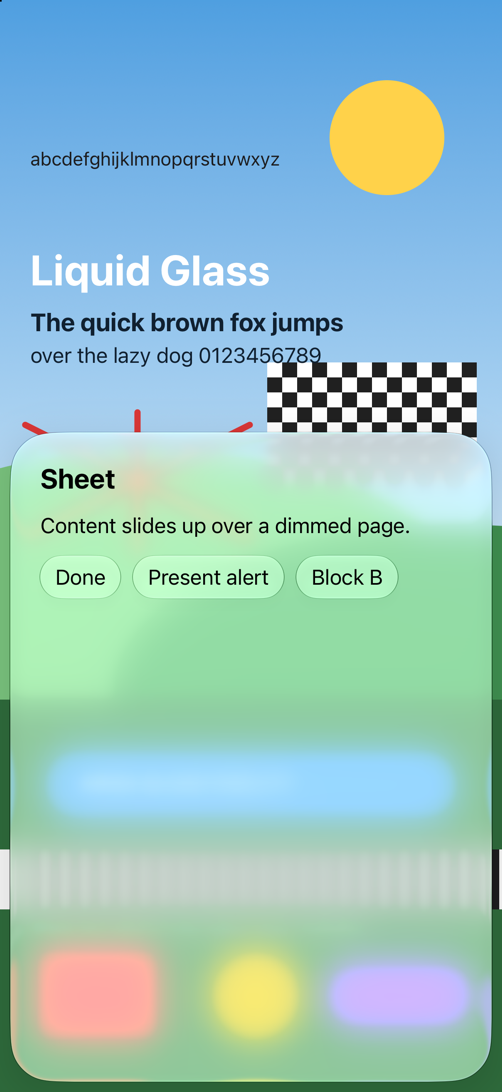 abcdefghijklmnopqrstuvwxyz
Liquid Glass
The quick brown fox jumps
over the lazy dog 0123456789
Sheet
Content slides up over a dimmed page.
Done
Present alert
Block B